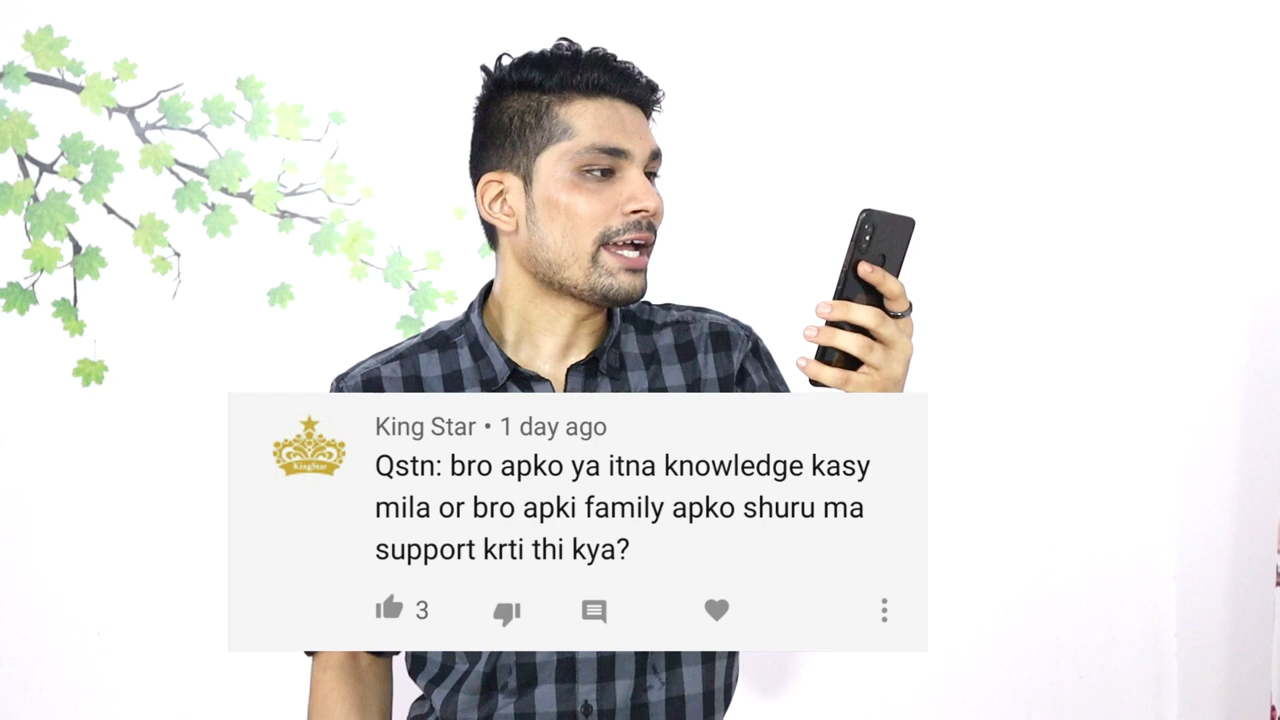 King Star • 1 day ago
KingStar
Qstn: bro apko ya itna knowledge kasy
mila or bro apki family apko shuru ma
support krti thi kya?
3